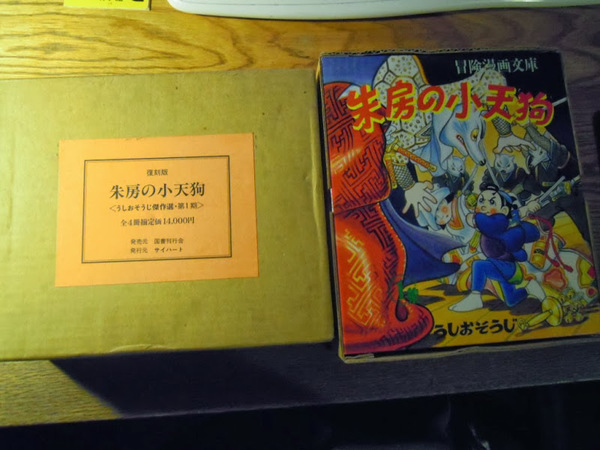 復刻版
朱房の小天狗
<うしおそうじ傑作選・第1期>
全4冊揃定価14,000円
発売元 国書刊行会
発行元 サイハート
冒険漫画文庫
朱房の小天狗
うしおそうじ